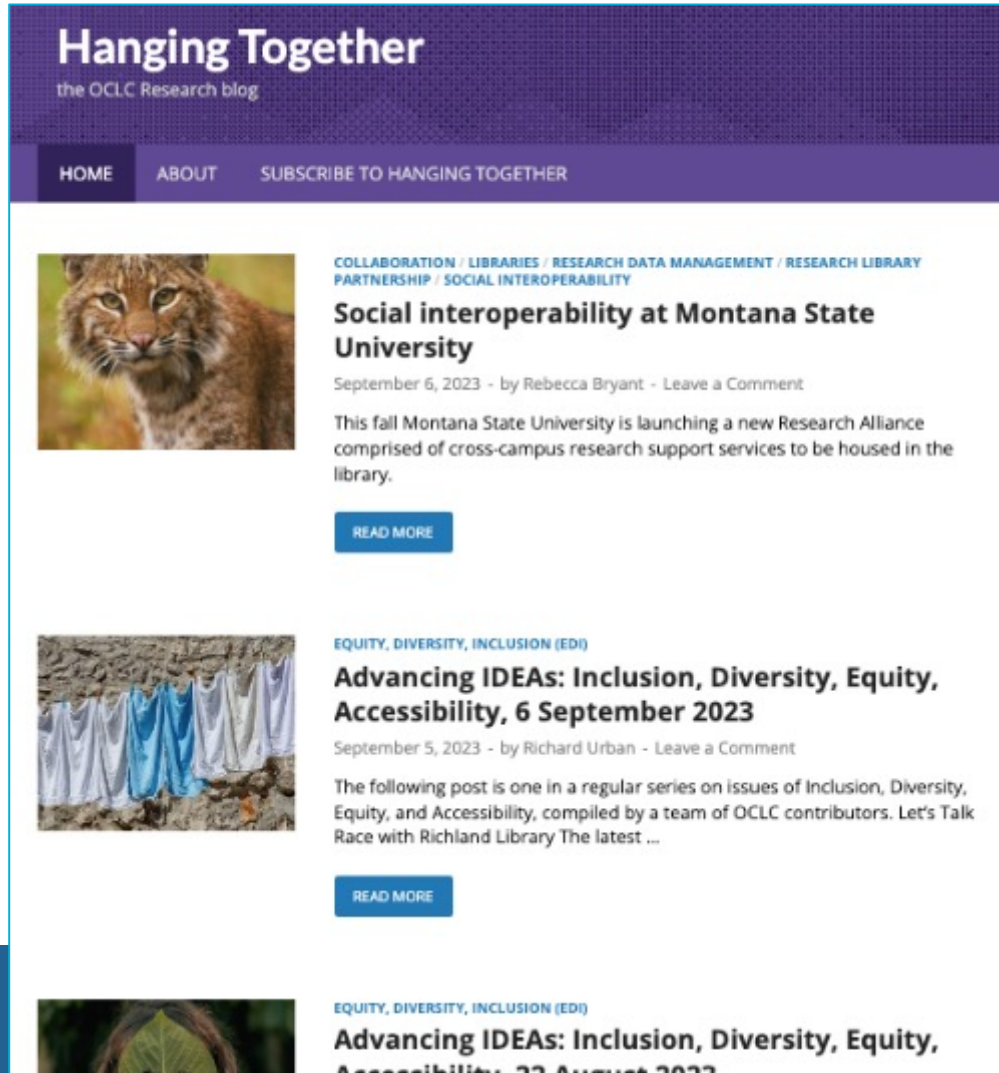 Hanging Together
the OCLC Research blog
HOME ABOUT SUBSCRIBE TO HANGING TOGETHER
COLLABORATION / LIBRARIES / RESEARCH DATA MANAGEMENT / RESEARCH LIBRARY
PARTNERSHIP / SOCIAL INTEROPERABILITY
Social interoperability at Montana State
University
September 6, 2023 - by Rebecca Bryant - Leave a Comment
This fall Montana State University is launching a new Research Alliance
comprised of cross-campus research support services to be housed in the
library.
READ MORE
EQUITY, DIVERSITY, INCLUSION (EDI)
Advancing IDEAs: Inclusion, Diversity, Equity,
Accessibility, 6 September 2023
September 5, 2023 - by Richard Urban - Leave a Comment
The following post is one in a regular series on issues of Inclusion, Diversity,
Equity, and Accessibility, compiled by a team of OCLC contributors. Let's Talk
Race with Richland Library The latest ...
READ MORE
EQUITY, DIVERSITY, INCLUSION (EDI)
Advancing IDEAs: Inclusion, Diversity, Equity,
Accessibility, 22 August 2023